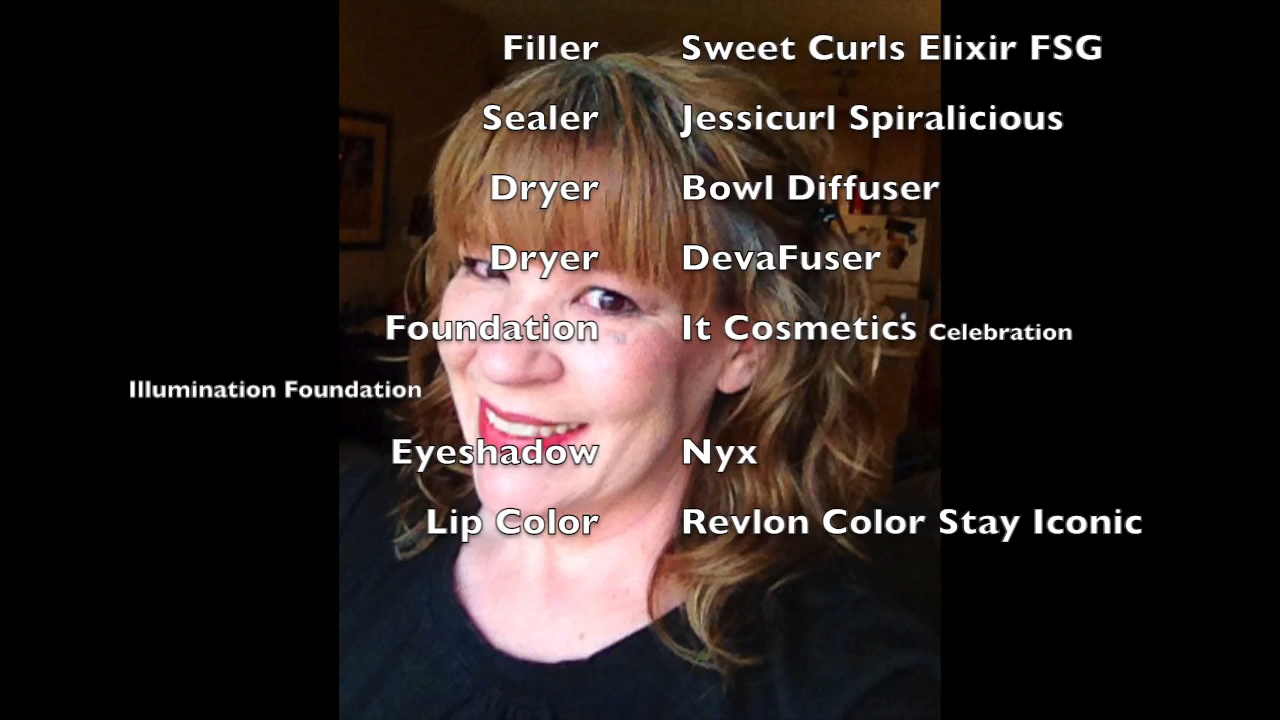 Filler Sweet Curls Elixir FSG
Sealer Jessicurl Spiralicious
Dryer Bowl Diffuser
Dryer DevaFuser
Foundation It Cosmetics Celebration
Illumination Foundation
Eyeshadow Nyx
Lip Color Revlon Color Stay Iconic